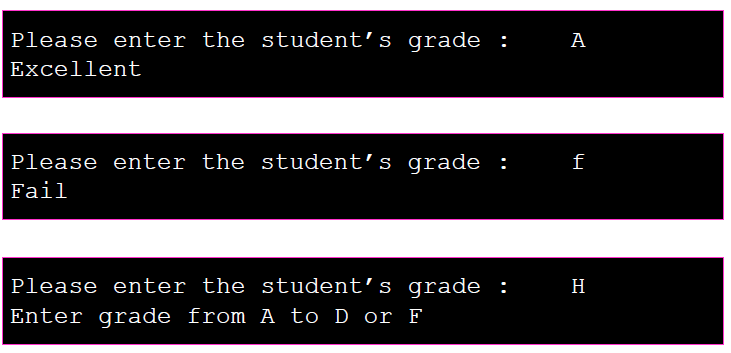 Please enter the student’s grade :    A
Excellent
Please enter the student’s grade :    f
Fail
Please enter the student’s grade :    H
Enter grade from A to D or F